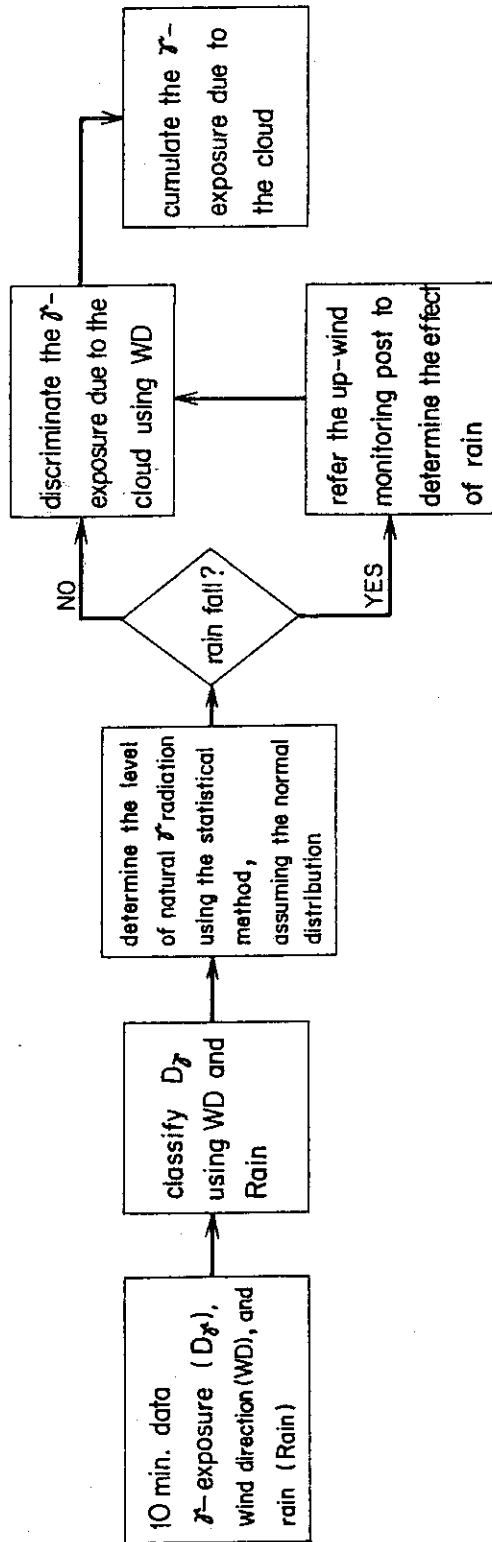 10 min. data
γ-exposure (Dγ),
wind direction (WD), and
rain (Rain)
classify Dγ
using WD and
Rain
determine the level
of natural γ radiation
using the statistical
method,
assuming the normal
distribution
rain fall?
NO
YES
discriminate the γ-
exposure due to the
cloud using WD
refer the up-wind
monitoring post to
determine the effect
of rain
cumulate the γ-
exposure due to
the cloud